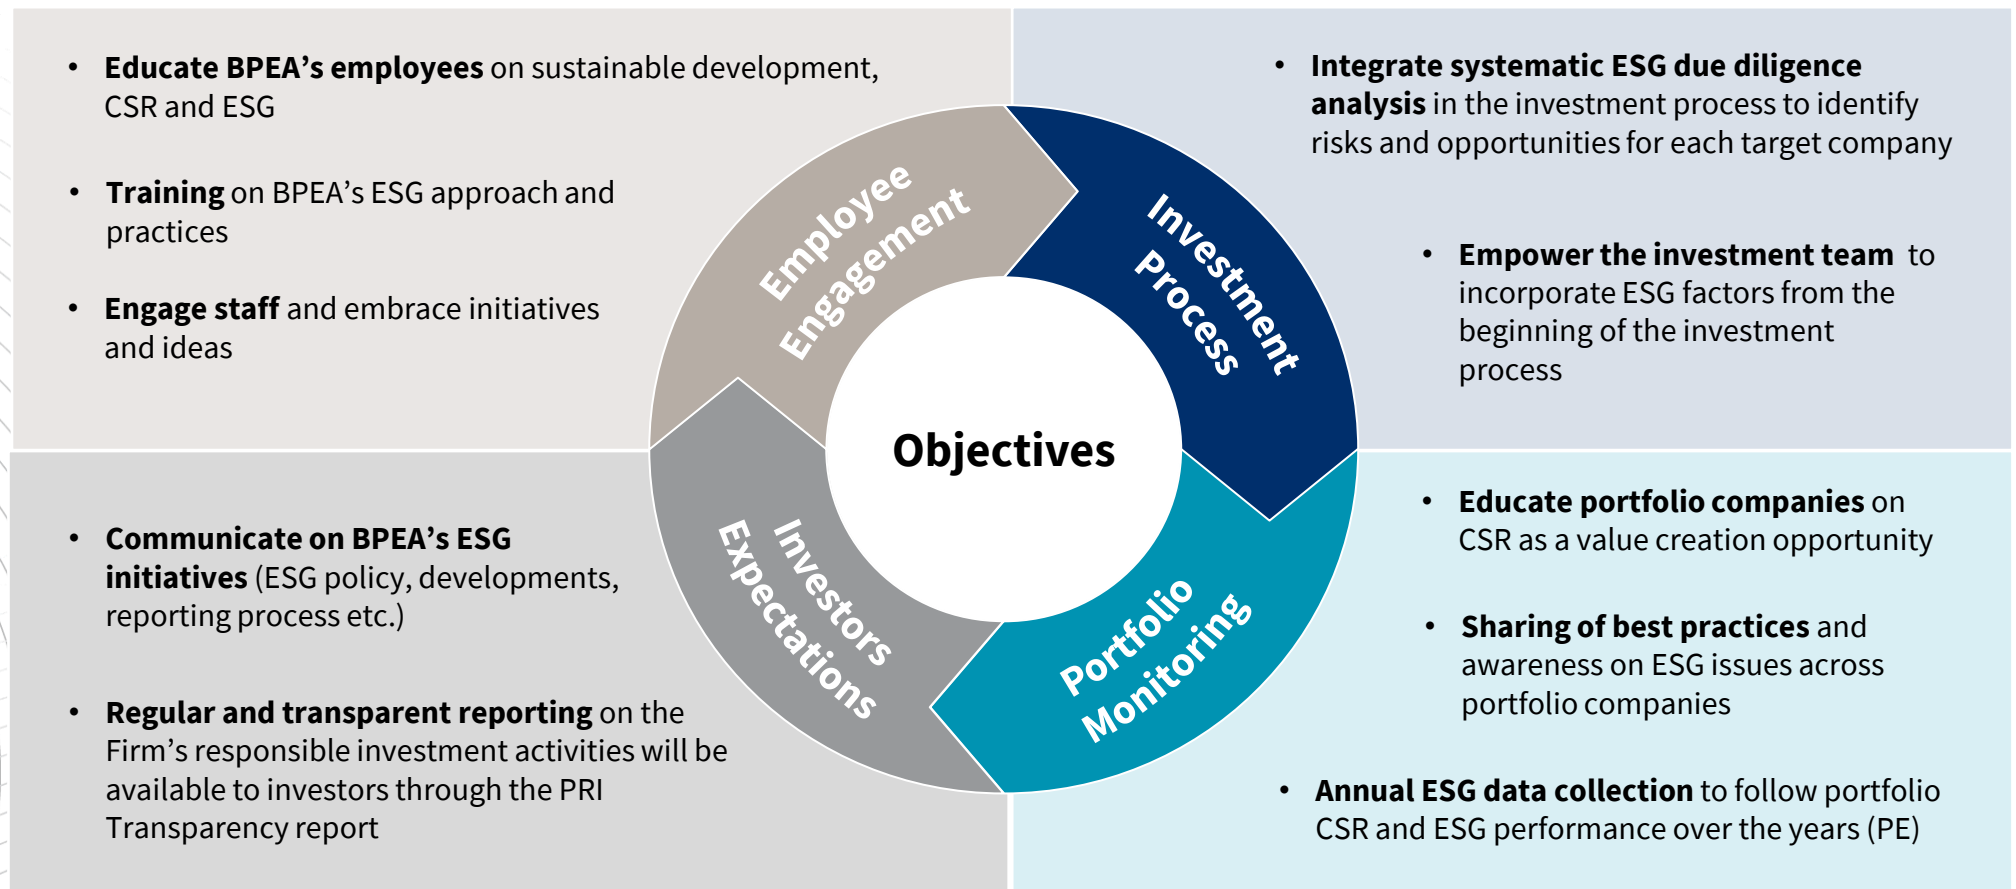 • Educate BPEA’s employees on sustainable development,
CSR and ESG
• Training on BPEA’s ESG approach and
practices
• Engage staff and embrace initiatives
and ideas
• Integrate systematic ESG due diligence
analysis in the investment process to identify
risks and opportunities for each target company
• Empower the investment team to
incorporate ESG factors from the
beginning of the investment
process
Employee
Engagement
Investment
Process
Objectives
Investors
Expectations
Portfolio
Monitoring
• Communicate on BPEA’s ESG
initiatives (ESG policy, developments,
reporting process etc.)
• Regular and transparent reporting on the
Firm’s responsible investment activities will be
available to investors through the PRI
Transparency report
• Educate portfolio companies on
CSR as a value creation opportunity
• Sharing of best practices and
awareness on ESG issues across
portfolio companies
• Annual ESG data collection to follow portfolio
CSR and ESG performance over the years (PE)